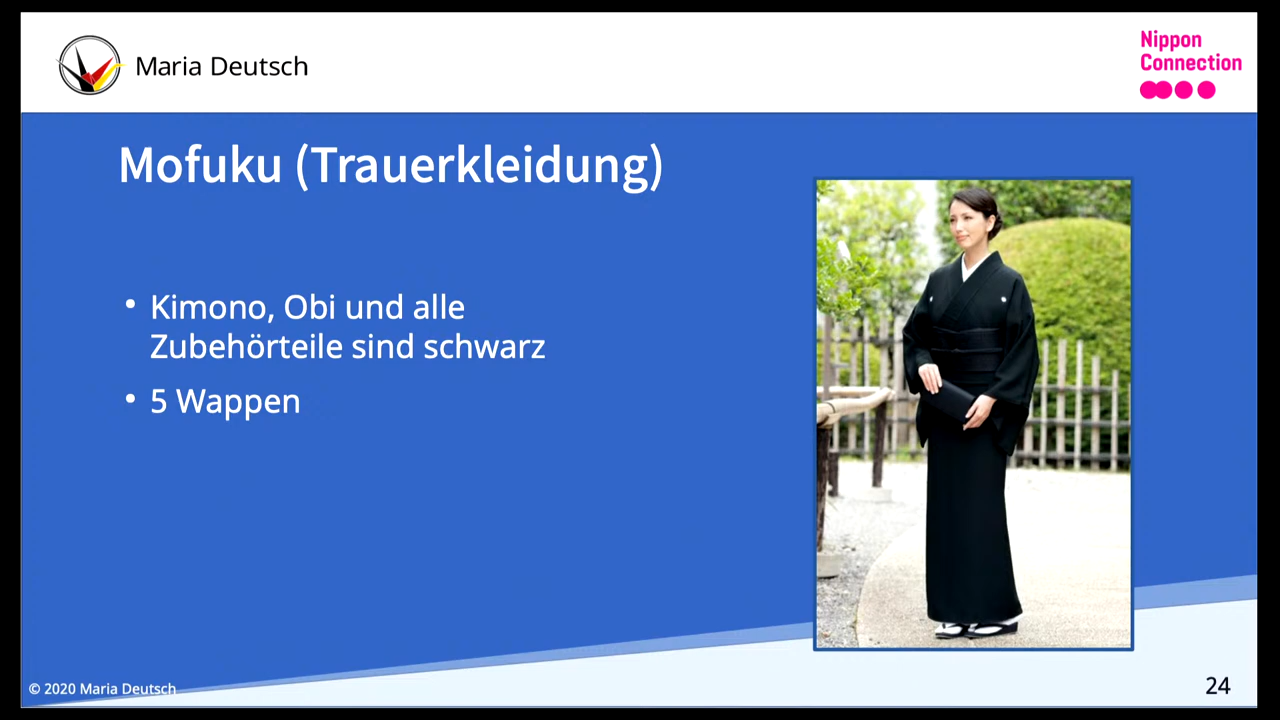 Maria Deutsch
Nippon
Connection
Mofuku (Trauerkleidung)
• Kimono, Obi und alle
Zubehörteile sind schwarz
• 5 Wappen
© 2020 Maria Deutsch
24